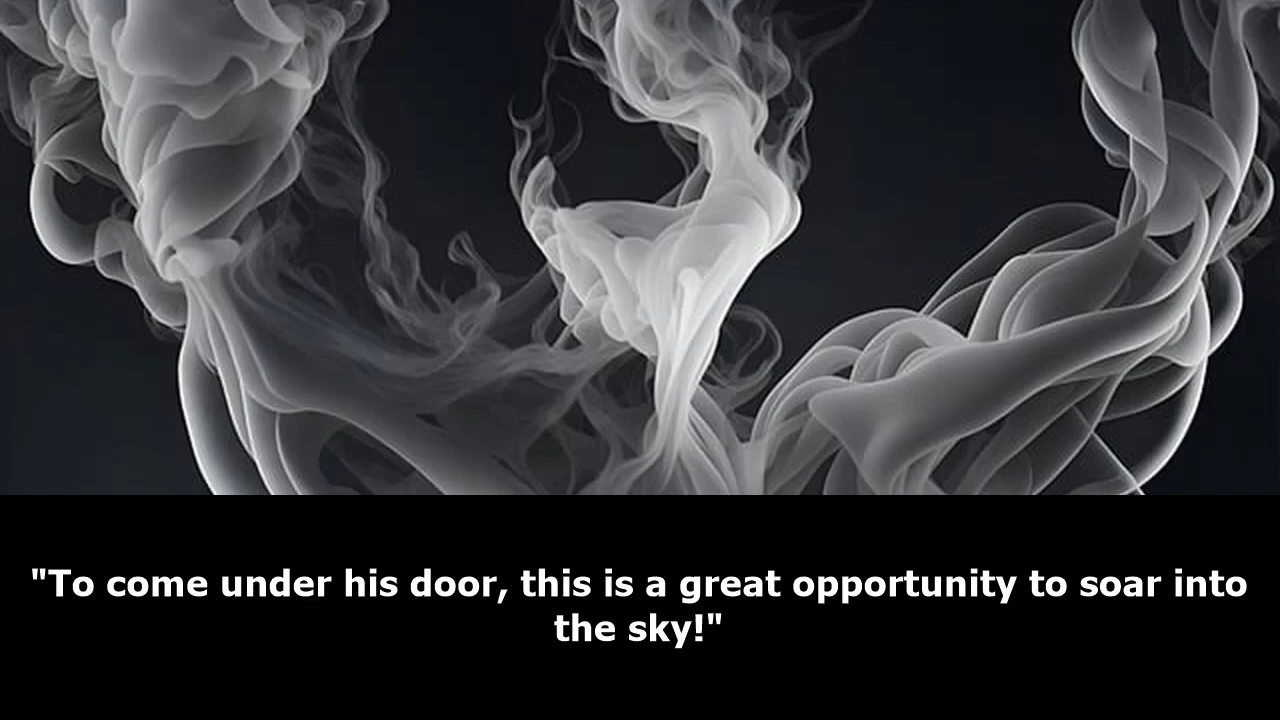 "To come under his door, this is a great opportunity to soar into
the sky!"